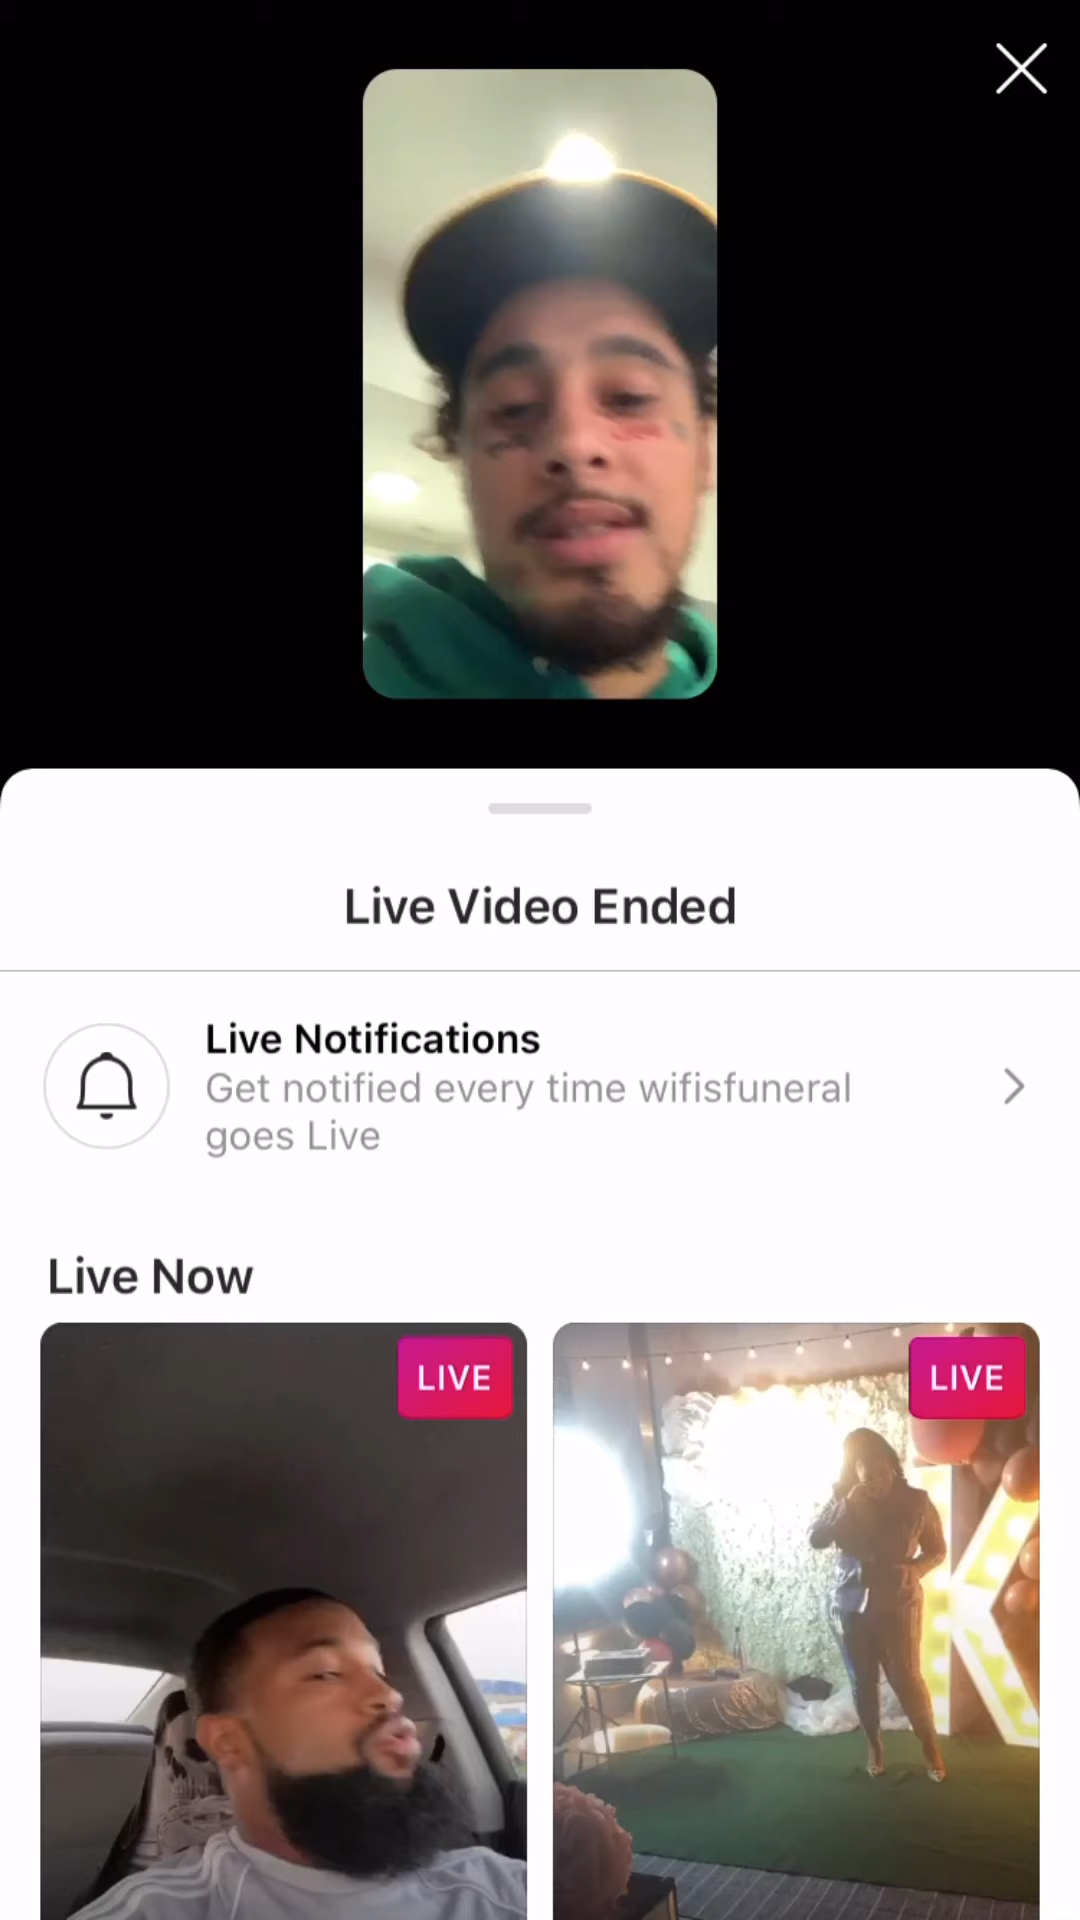 Live Video Ended
Live Notifications
Get notified every time wifisfuneral
goes Live
Live Now
LIVE
LIVE